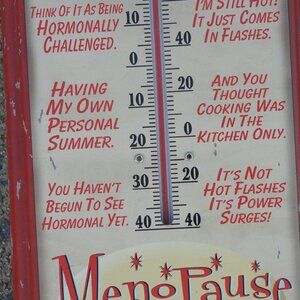 THINK OF IT AS BEING
HORMONALLY
CHALLENGED.
I'M STILL HOT!
IT JUST COMES
IN FLASHES.
10
40
0
HAVING
MY OWN
PERSONAL
SUMMER.
10
20
AND YOU
THOUGHT
COOKING WAS
IN THE
KITCHEN ONLY.
20
0
YOU HAVEN'T
BEGUN TO SEE
HORMONAL YET.
30
40
20
40
IT'S NOT
HOT FLASHES
IT'S POWER
SURGES!
MENOPAUSE